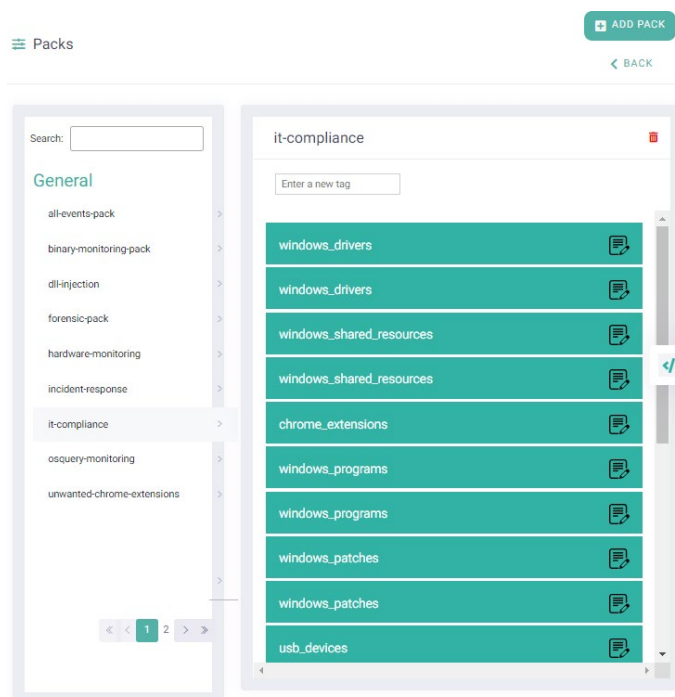 ADD PACK
Packs
BACK
Search:
General
all-events-pack
binary-monitoring-pack
dll-injection
forensic-pack
hardware-monitoring
incident-response
it-compliance
osquery-monitoring
unwanted-chrome-extensions
« < 1 2 > »
it-compliance
Enter a new tag
windows_drivers
windows_drivers
windows_shared_resources
windows_shared_resources
chrome_extensions
windows_programs
windows_programs
windows_patches
windows_patches
usb_devices